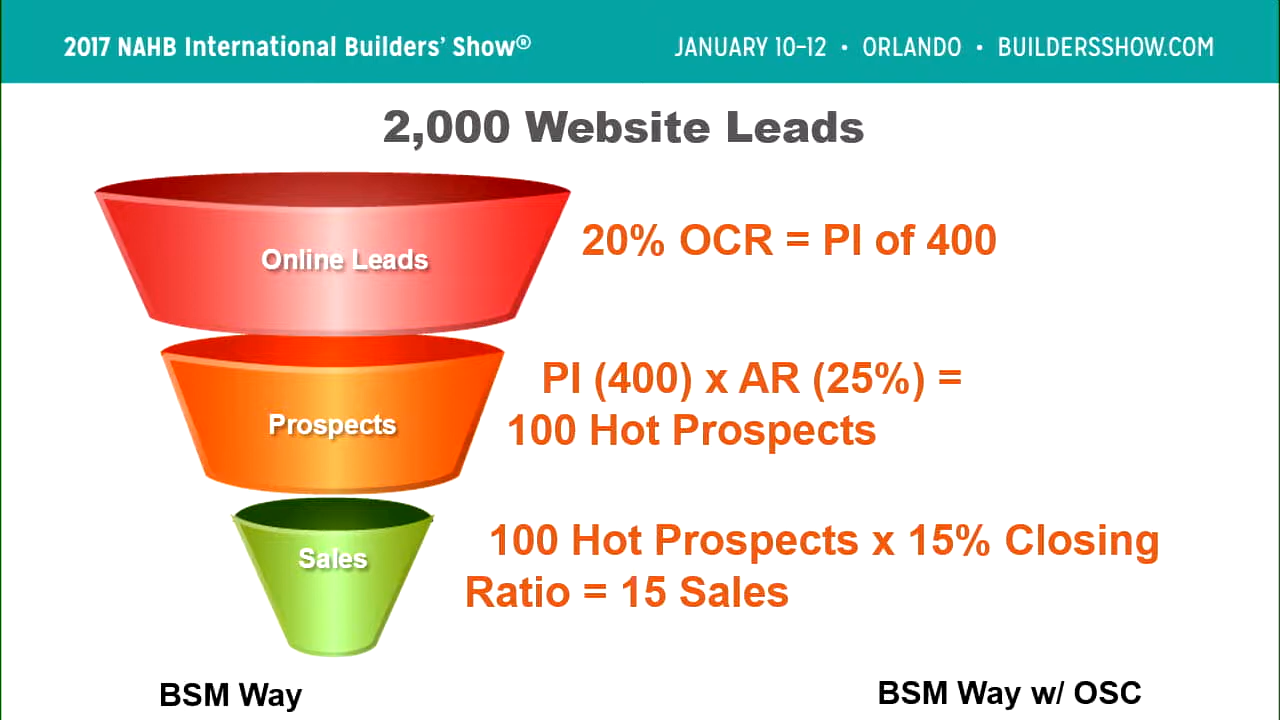 2017 NAHB International Builders' Show®
JANUARY 10–12 • ORLANDO • BUILDERSSHOW.COM
2,000 Website Leads
Online Leads
20% OCR = PI of 400
Prospects
PI (400) x AR (25%) =
100 Hot Prospects
Sales
100 Hot Prospects x 15% Closing
Ratio = 15 Sales
BSM Way
BSM Way w/ OSC